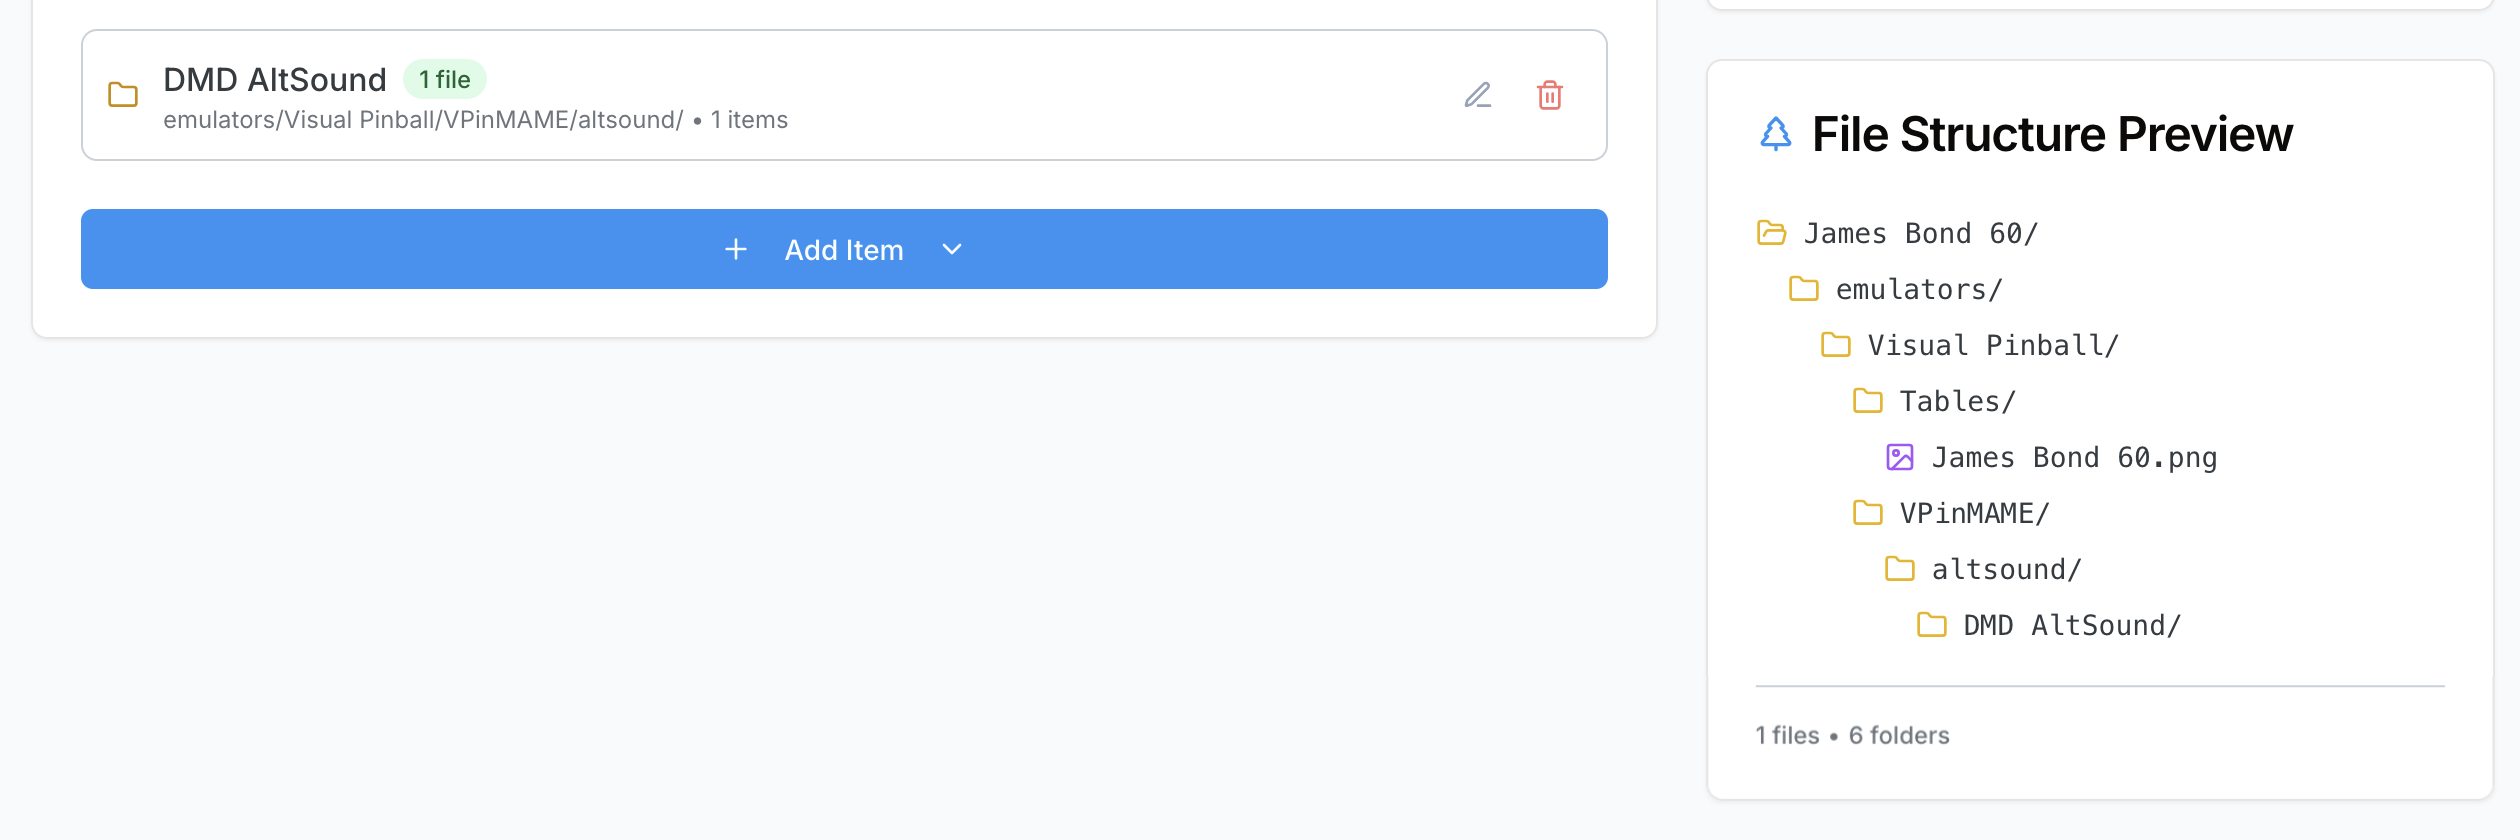 DMD AltSound 1 file
emulators/Visual Pinball/VPinMAME/altsound/ • 1 items
Add Item
File Structure Preview
James Bond 60/
emulators/
Visual Pinball/
Tables/
James Bond 60.png
VPinMAME/
altsound/
DMD AltSound/
1 files • 6 folders